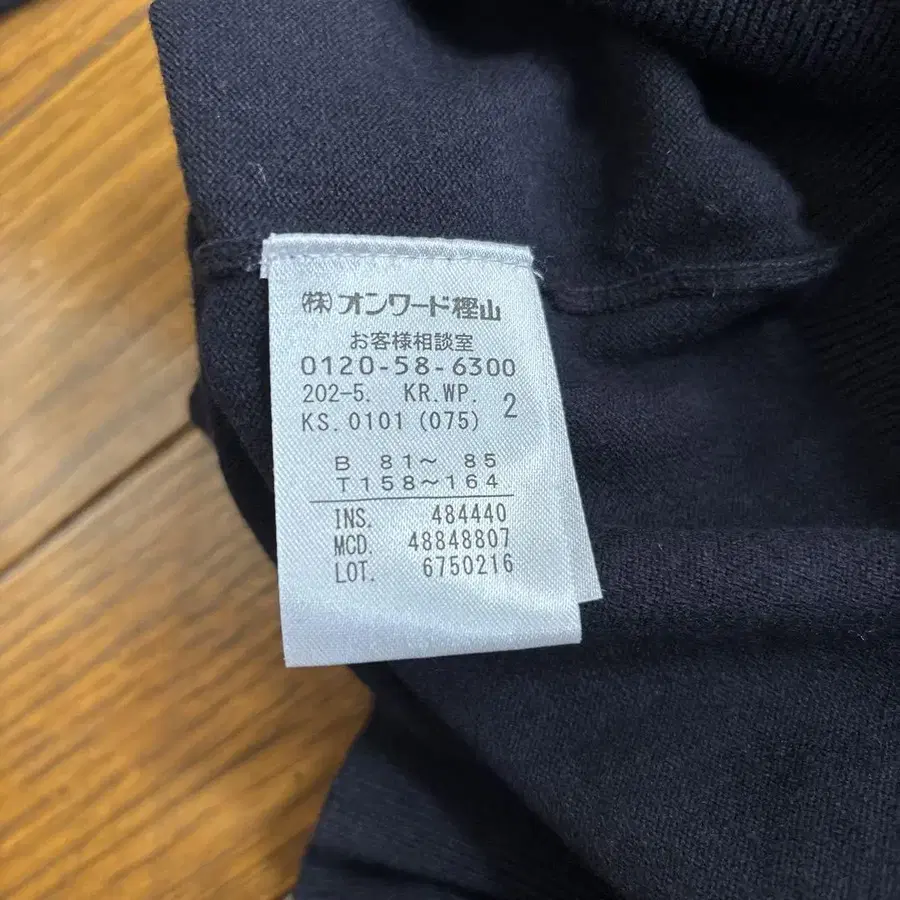 ㈱オンワード樫山
お客様相談室
0120-58-6300
202-5. KR.WP. 2
KS.0101(075)
B 81～ 85
T158～164
INS. 484440
MCD. 48848807
LOT. 6750216